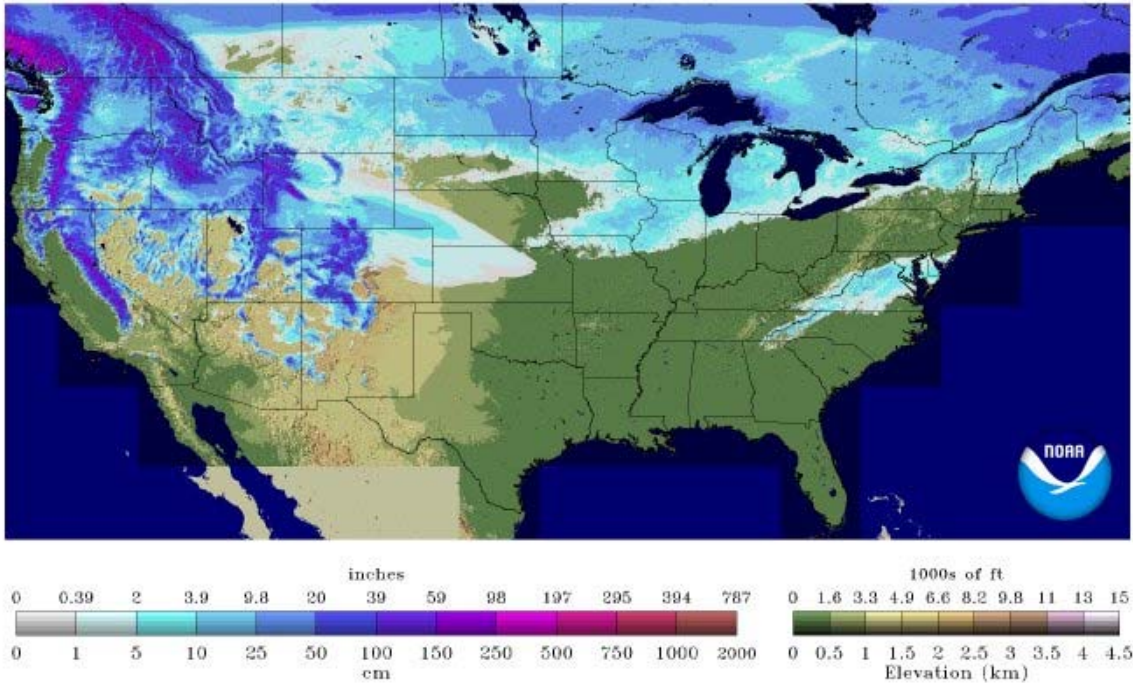 NOAA
inches
0 0.39 2 3.9 9.8 20 39 59 98 197 295 394 787
0 1 5 10 25 50 100 150 250 500 750 1000 2000
cm
1000s of ft
0 1.6 3.3 4.9 6.6 8.2 9.8 11 13 15
0 0.5 1 1.5 2 2.5 3 3.5 4 4.5
Elevation (km)